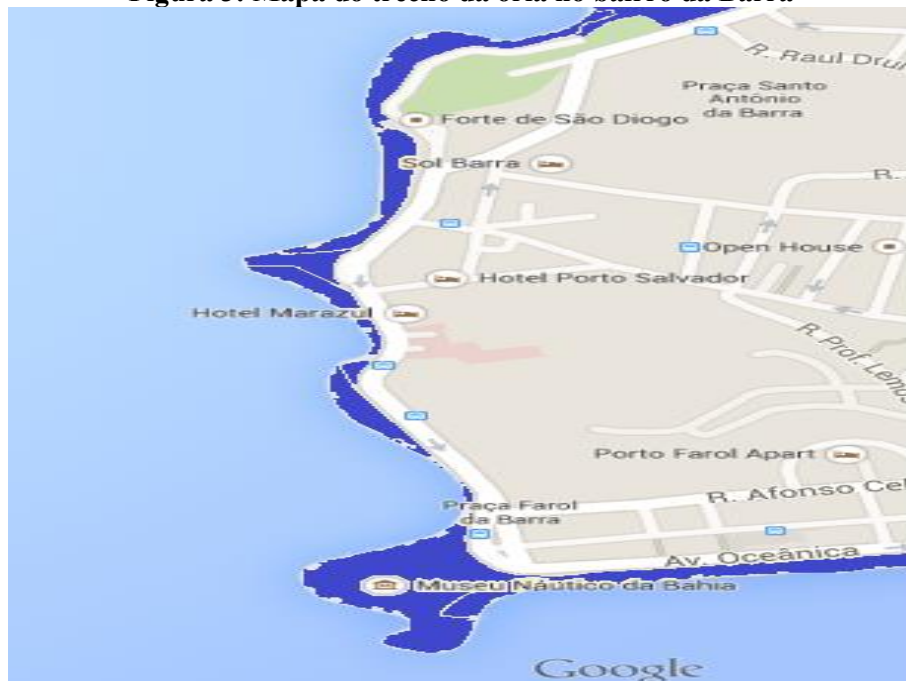 Figura 3: Mapa do trecho da orla no bairro da Barra
R. Raul Dru
Praça Santo
Antônio
da Barra
Forte de São Diogo
Sol Barra
R.
Open House
Hotel Porto Salvador
Hotel Marazul
R. Prof. Lemos
Porto Farol Apart
R. Afonso Cel
Praça Farol
da Barra
Av. Oceânica
Museu Náutico da Bahia
Google